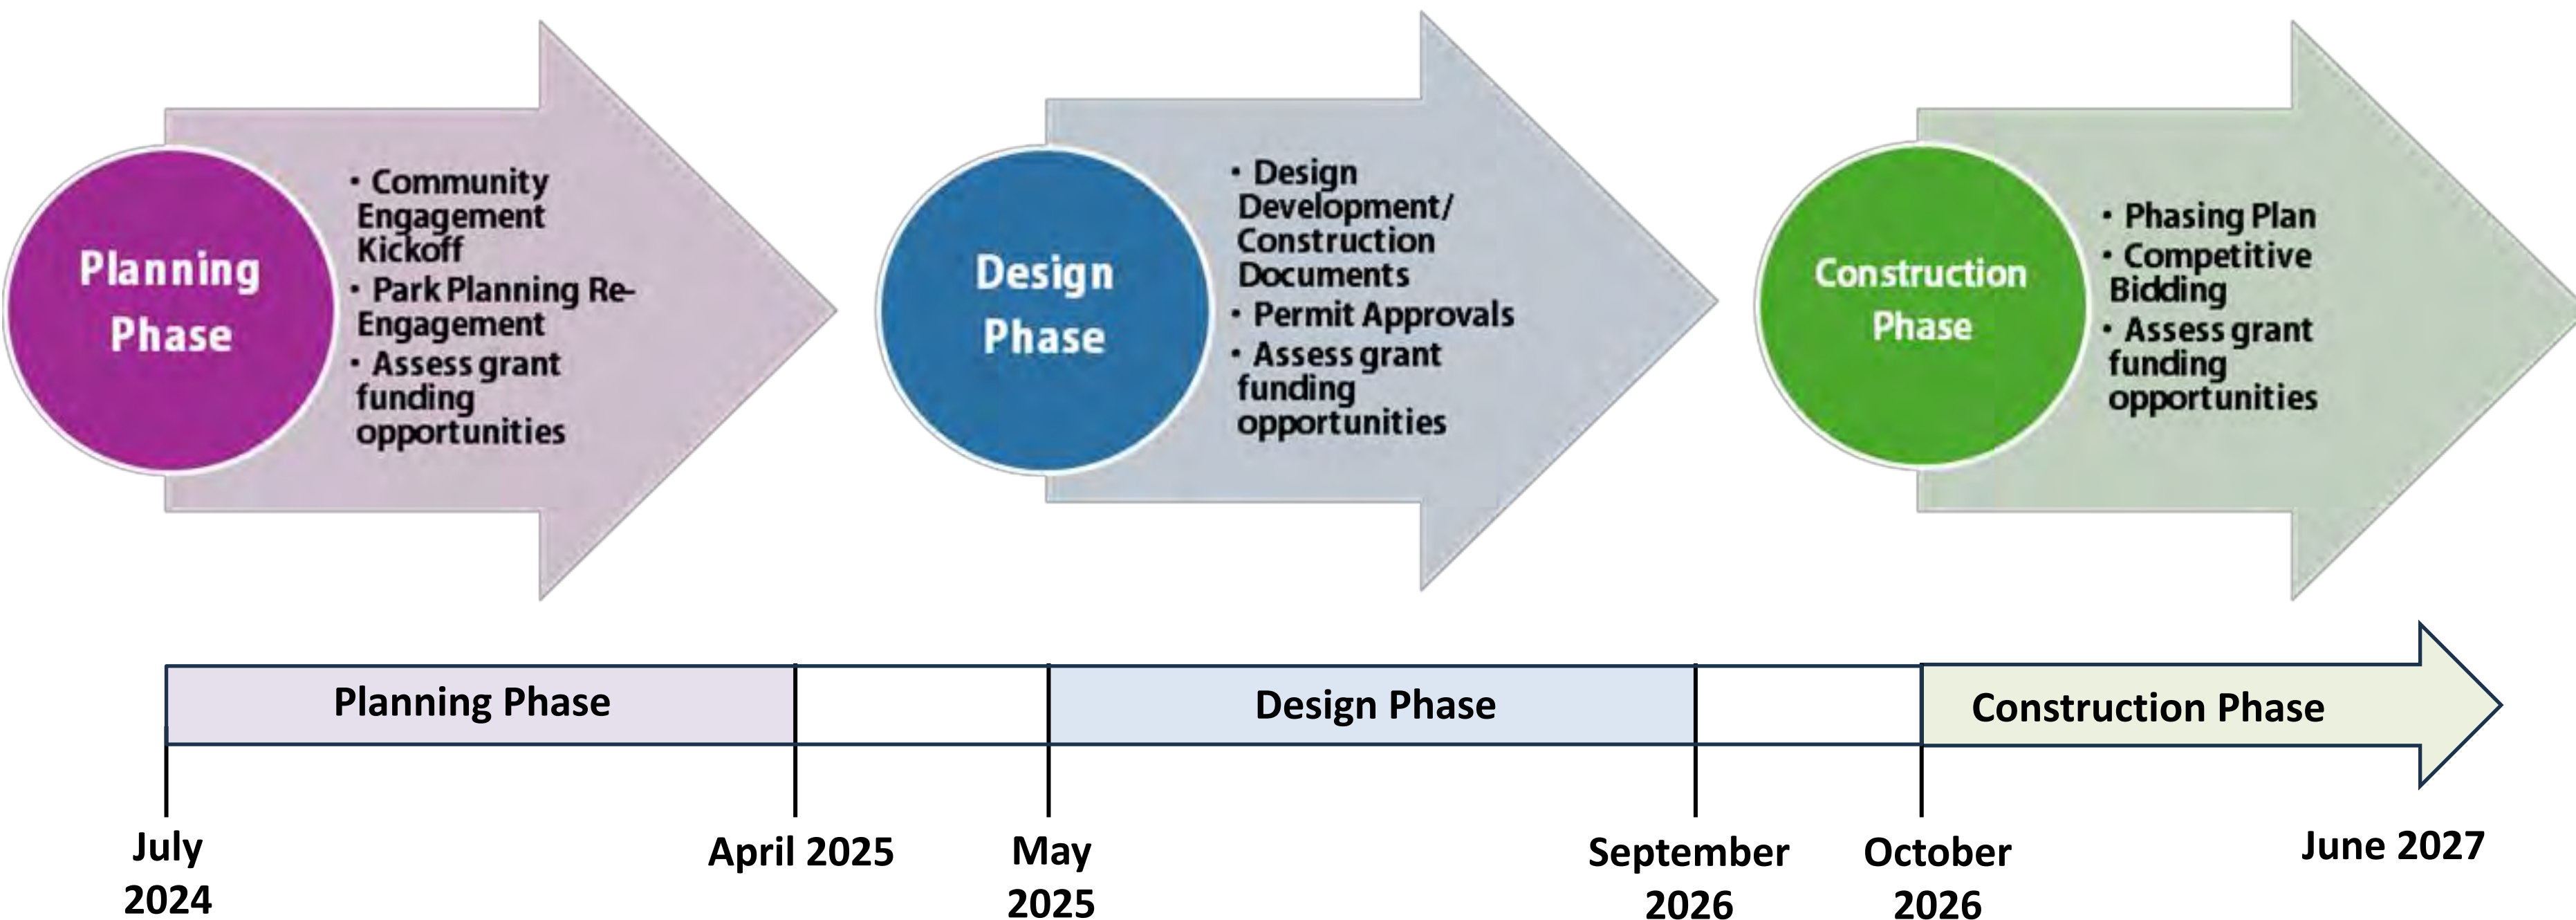 Planning
Phase
• Community
Engagement
Kickoff
• Park Planning Re-
Engagement
• Assess grant
funding
opportunities
Design
Phase
• Design
Development/
Construction
Documents
• Permit Approvals
• Assess grant
funding
opportunities
Construction
Phase
• Phasing Plan
• Competitive
Bidding
• Assess grant
funding
opportunities
Planning Phase
Design Phase
Construction Phase
July
2024
April 2025
May
2025
September
2026
October
2026
June 2027